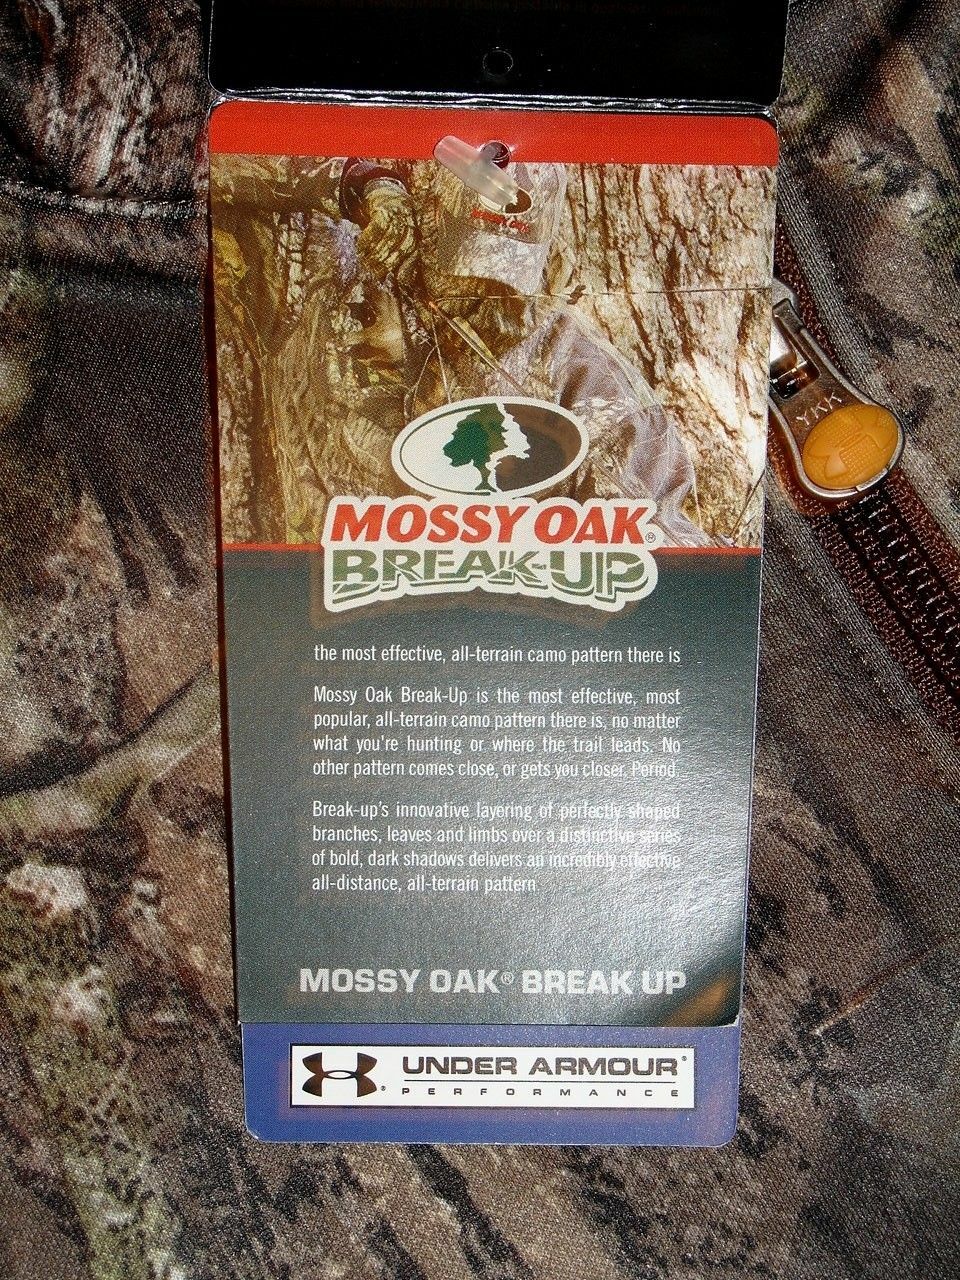 MOSSY OAK®
BREAK-UP
YKK
the most effective, all-terrain camo pattern there is
Mossy Oak Break-Up is the most effective, most
popular, all-terrain camo pattern there is, no matter
what you're hunting or where the trail leads. No
other pattern comes close, or gets you closer. Period.
Break-up's innovative layering of perfectly shaped
branches, leaves and limbs over a distinctive series
of bold, dark shadows delivers an incredibly effective
all-distance, all-terrain pattern.
MOSSY OAK® BREAK UP
UNDER ARMOUR®
PERFORMANCE